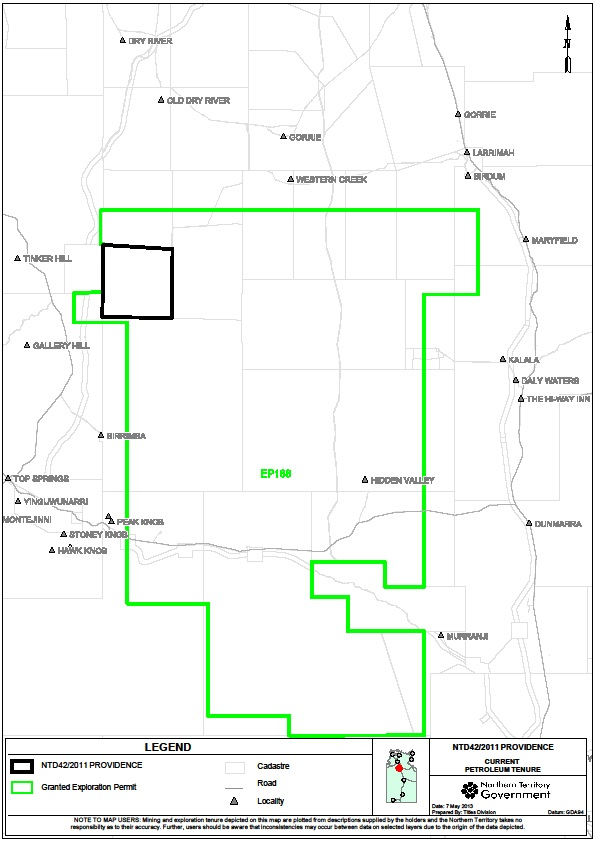 N
DRY RIVER
OLD DRY RIVER
GORRIE
GORRIE
LARRIMAH
WESTERN CREEK
BIRDUM
MARYFIELD
TINKER HILL
GALLERY HILL
KALALA
DALY WATERS
THE HI-WAY INN
BIRRIMBA
EP188
HIDDEN VALLEY
TOP SPRINGS
YINGUWUNARRI
MONTEJINNI
PEAK KNOB
DUNMARRA
STONEY KNOB
HAWK KNOB
MURRANJI
LEGEND
NTD42/2011 PROVIDENCE
Granted Exploration Permit
Cadastre
Road
Locality
NTD42/2011 PROVIDENCE
CURRENT
PETROLEUM TENURE
Northern Territory
Government
Date: 7 May 2013
Prepared By: Titles Division
Datum: GDA94
NOTE TO MAP USERS: Mining and exploration tenure depicted on this map are plotted from descriptions supplied by the holders and the Northern Territory takes no
responsibility as to their accuracy. Further, users should be aware that inconsistencies may occur between data on selected layers due to the origin of the data depicted.